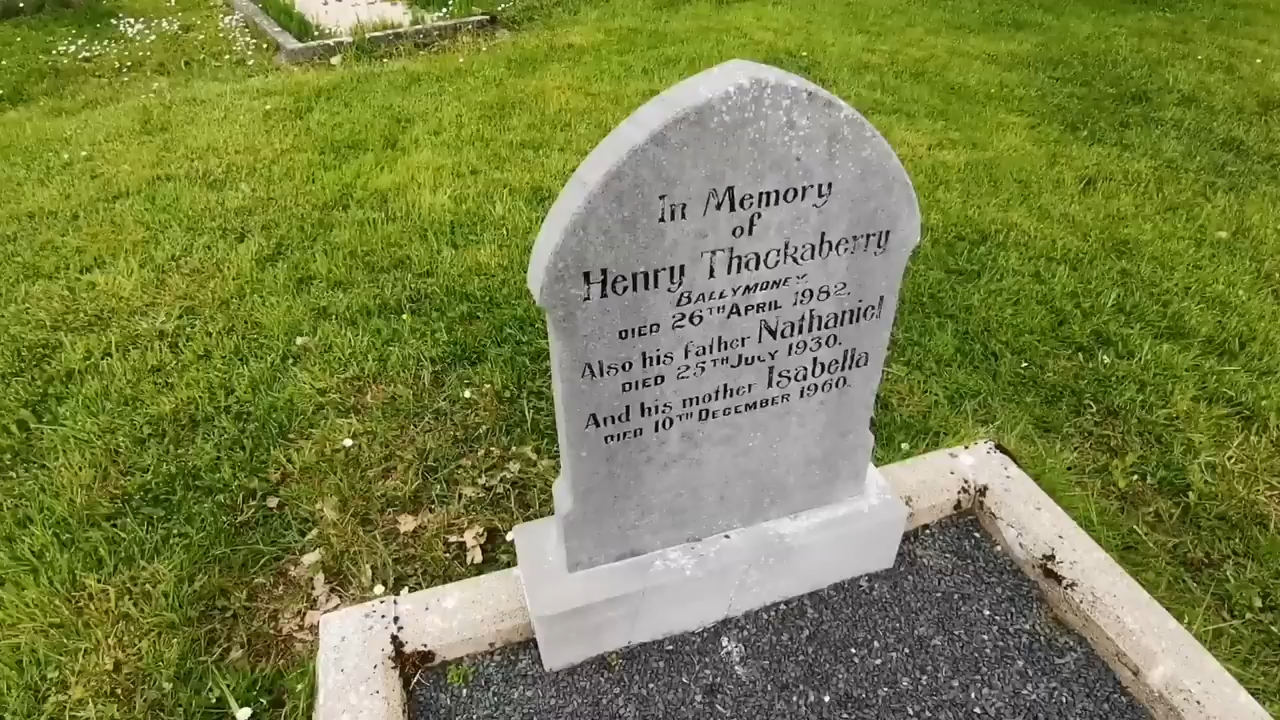 In Memory
of
Henry Thackaberry
BALLYMONEY
DIED 26TH APRIL 1982.
Also his father Nathaniel
DIED 25TH JULY 1930.
And his mother Isabella
DIED 10TH DECEMBER 1960.